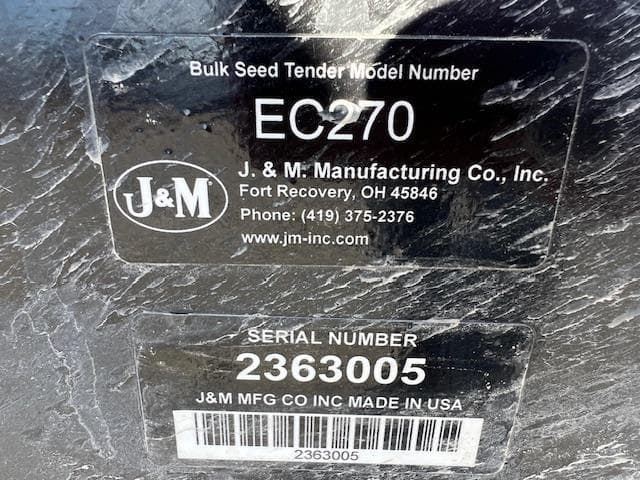 Bulk Seed Tender Model Number
EC270
J&M
J. & M. Manufacturing Co., Inc.
Fort Recovery, OH 45846
Phone: (419) 375-2376
www.jm-inc.com
SERIAL NUMBER
2363005
J&M MFG CO INC MADE IN USA
2363005